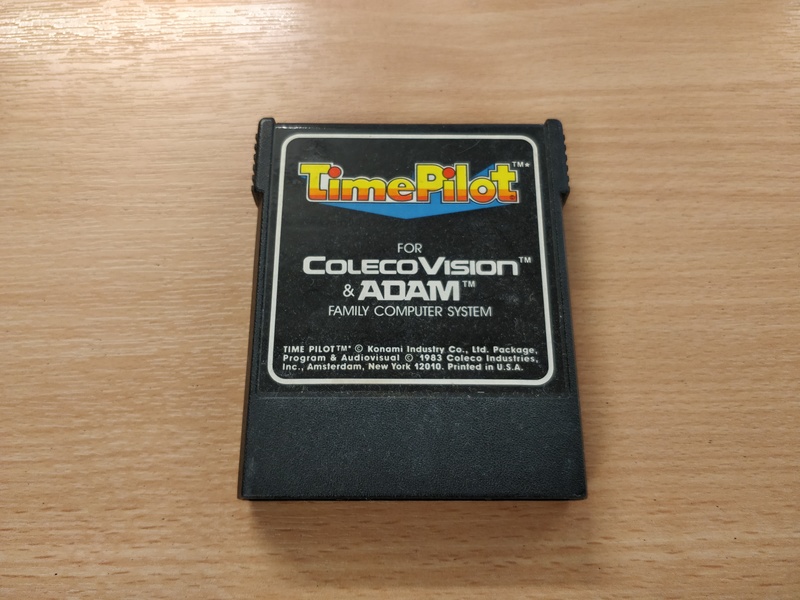 TimePilot™*
FOR
COLECOVISION™
& ADAM™
FAMILY COMPUTER SYSTEM
TIME PILOT™* © Konami Industry Co., Ltd. Package,
Program & Audiovisual © 1983 Coleco Industries,
Inc., Amsterdam, New York 12010. Printed in U.S.A.